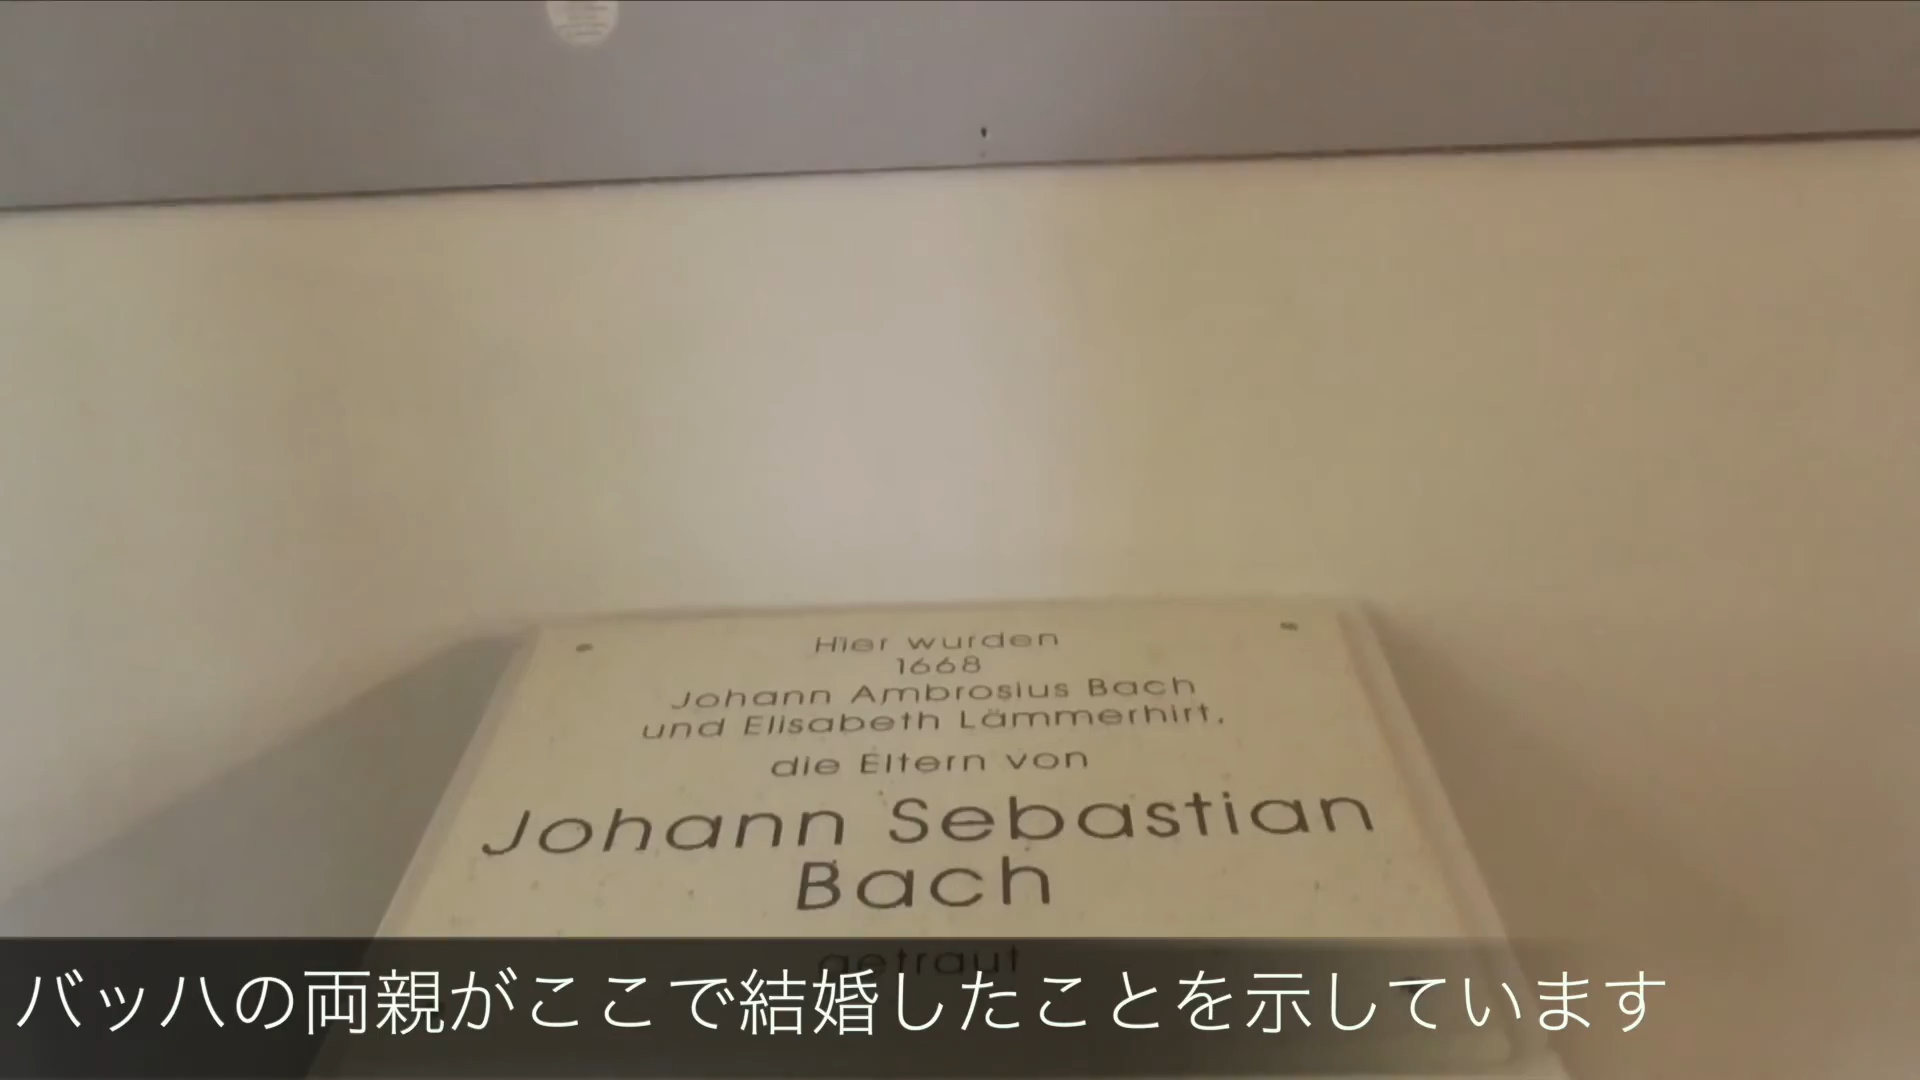 Hier wurden
1668
Johann Ambrosius Bach
und Elisabeth Lämmerhirt,
die Eltern von
Johann Sebastian
Bach
getraut
バッハの両親がここで結婚したことを示しています